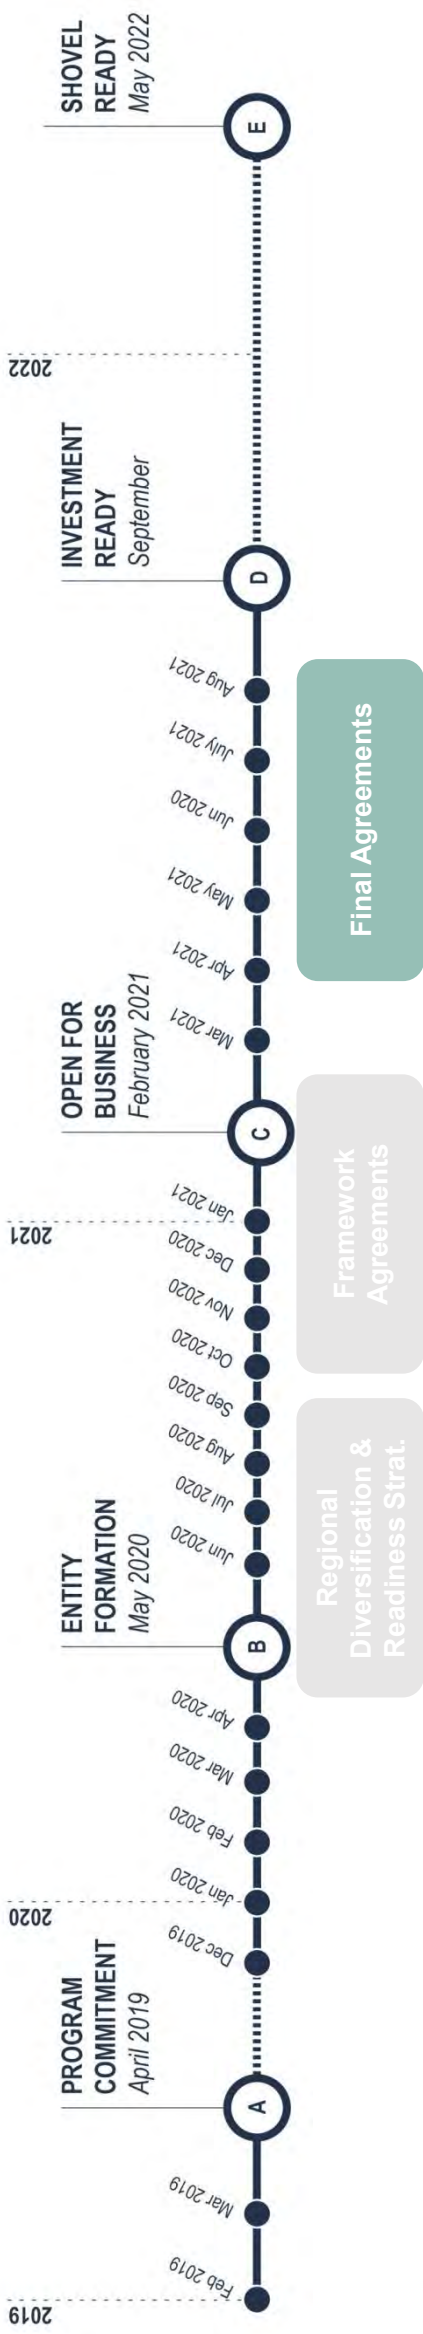 2019
2020
2021
2022
PROGRAM
COMMITMENT
April 2019
ENTITY
FORMATION
May 2020
OPEN FOR
BUSINESS
February 2021
INVESTMENT
READY
September
SHOVEL
READY
May 2022
Feb 2019
Mar 2019
Dec 2019
Jan 2020
Feb 2020
Mar 2020
Apr 2020
Jun 2020
Jul 2020
Aug 2020
Sep 2020
Oct 2020
Nov 2020
Dec 2020
Jan 2021
Mar 2021
Apr 2021
May 2021
Jun 2020
July 2021
Aug 2021
A
B
C
D
E
Regional
Diversification &
Readiness Strat.
Framework
Agreements
Final Agreements